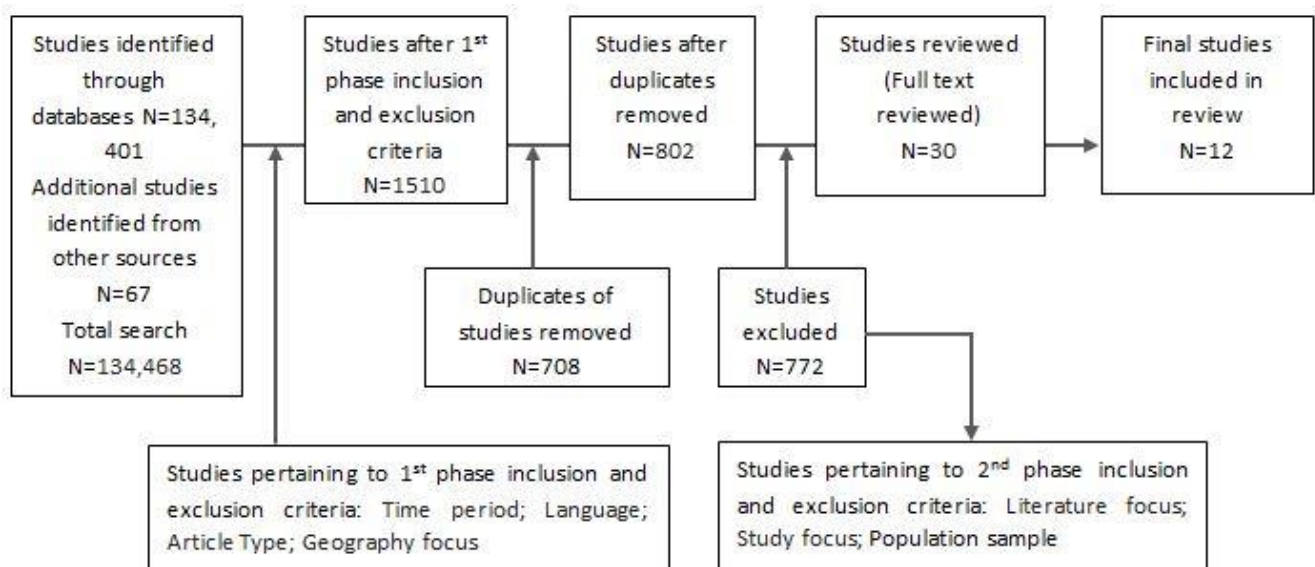 Studies identified
through
databases N=134,
401
Additional studies
identified from
other sources
N=67
Total search
N=134,468
Studies after 1st
phase inclusion
and exclusion
criteria
N=1510
Studies after
duplicates
removed
N=802
Studies reviewed
(Full text
reviewed)
N=30
Final studies
included in
review
N=12
Duplicates of
studies removed
N=708
Studies
excluded
N=772
Studies pertaining to 1st phase inclusion and
exclusion criteria: Time period; Language;
Article Type; Geography focus
Studies pertaining to 2nd phase inclusion
and exclusion criteria: Literature focus;
Study focus; Population sample